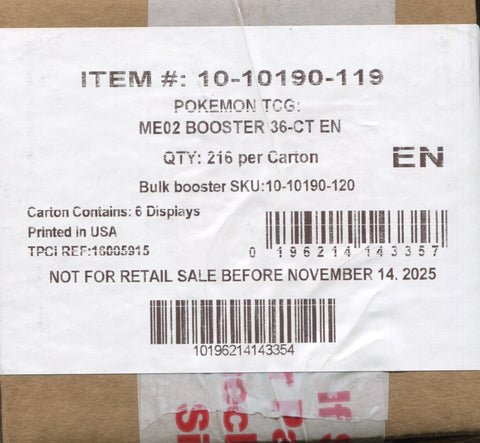 ITEM #: 10-10190-119
POKEMON TCG:
ME02 BOOSTER 36-CT EN
QTY: 216 per Carton
EN
Bulk booster SKU:10-10190-120
Carton Contains: 6 Displays
Printed in USA
TPCi REF:16005915
0 196214 143357
NOT FOR RETAIL SALE BEFORE NOVEMBER 14. 2025
10196214143354
If